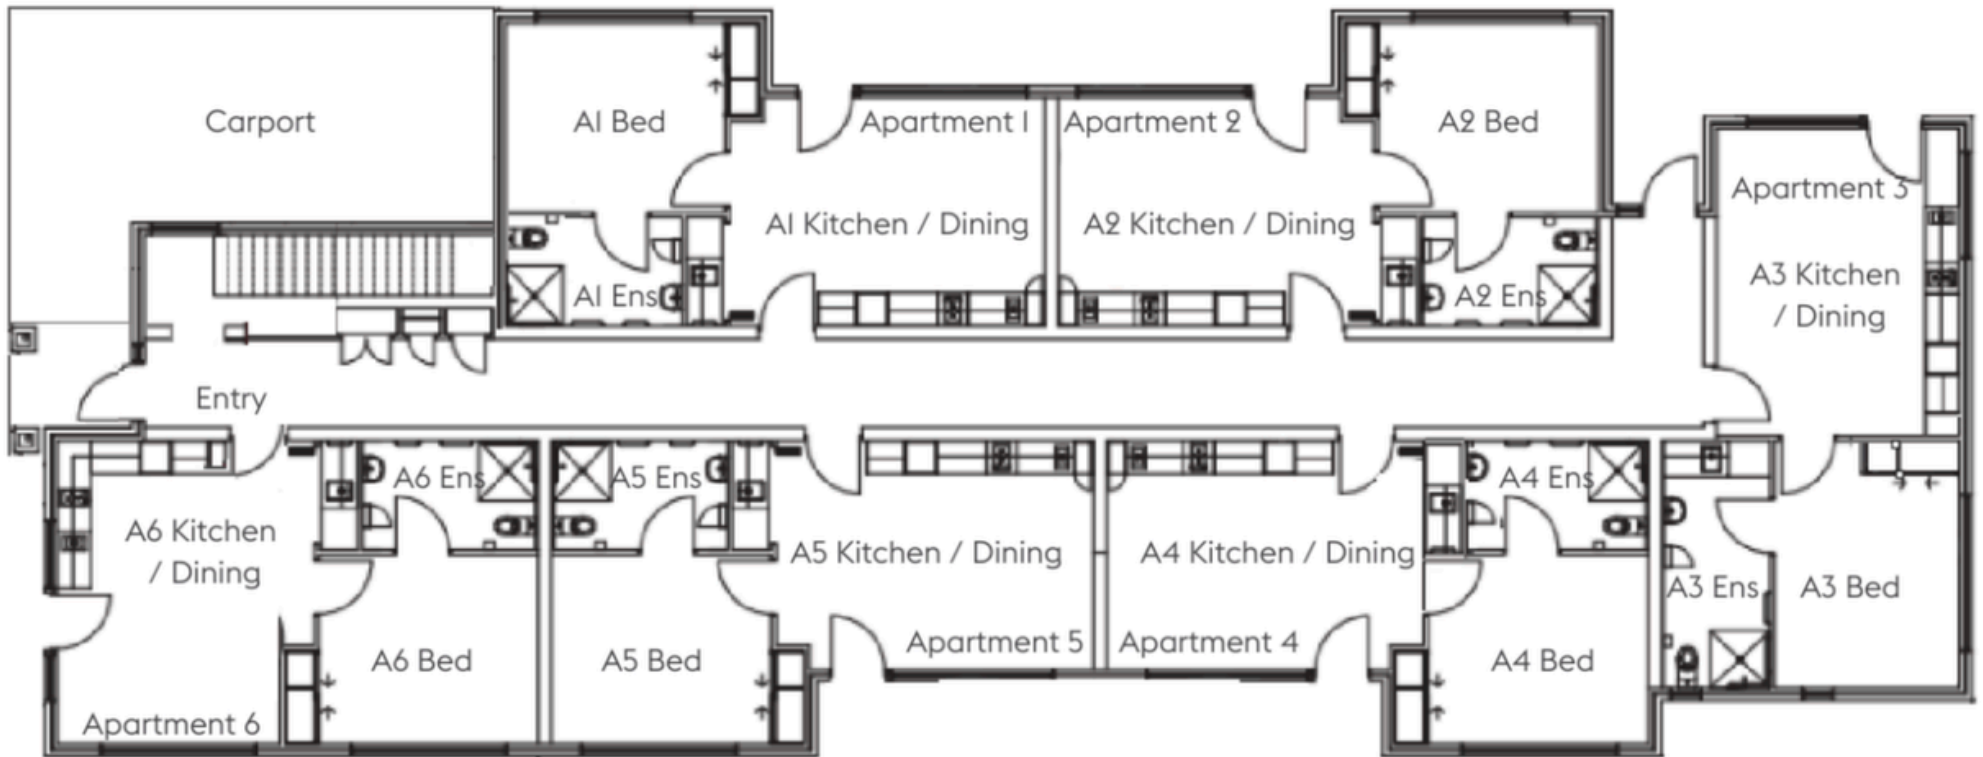 Carport
A1 Bed
Apartment 1
Apartment 2
A2 Bed
Apartment 3
A1 Kitchen / Dining
A2 Kitchen / Dining
A3 Kitchen
/ Dining
A1 Ens
A2 Ens
Entry
A6 Ens
A5 Ens
A4 Ens
A6 Kitchen
/ Dining
A5 Kitchen / Dining
A4 Kitchen / Dining
A3 Ens
A3 Bed
Apartment 5
Apartment 4
A6 Bed
A5 Bed
A4 Bed
Apartment 6